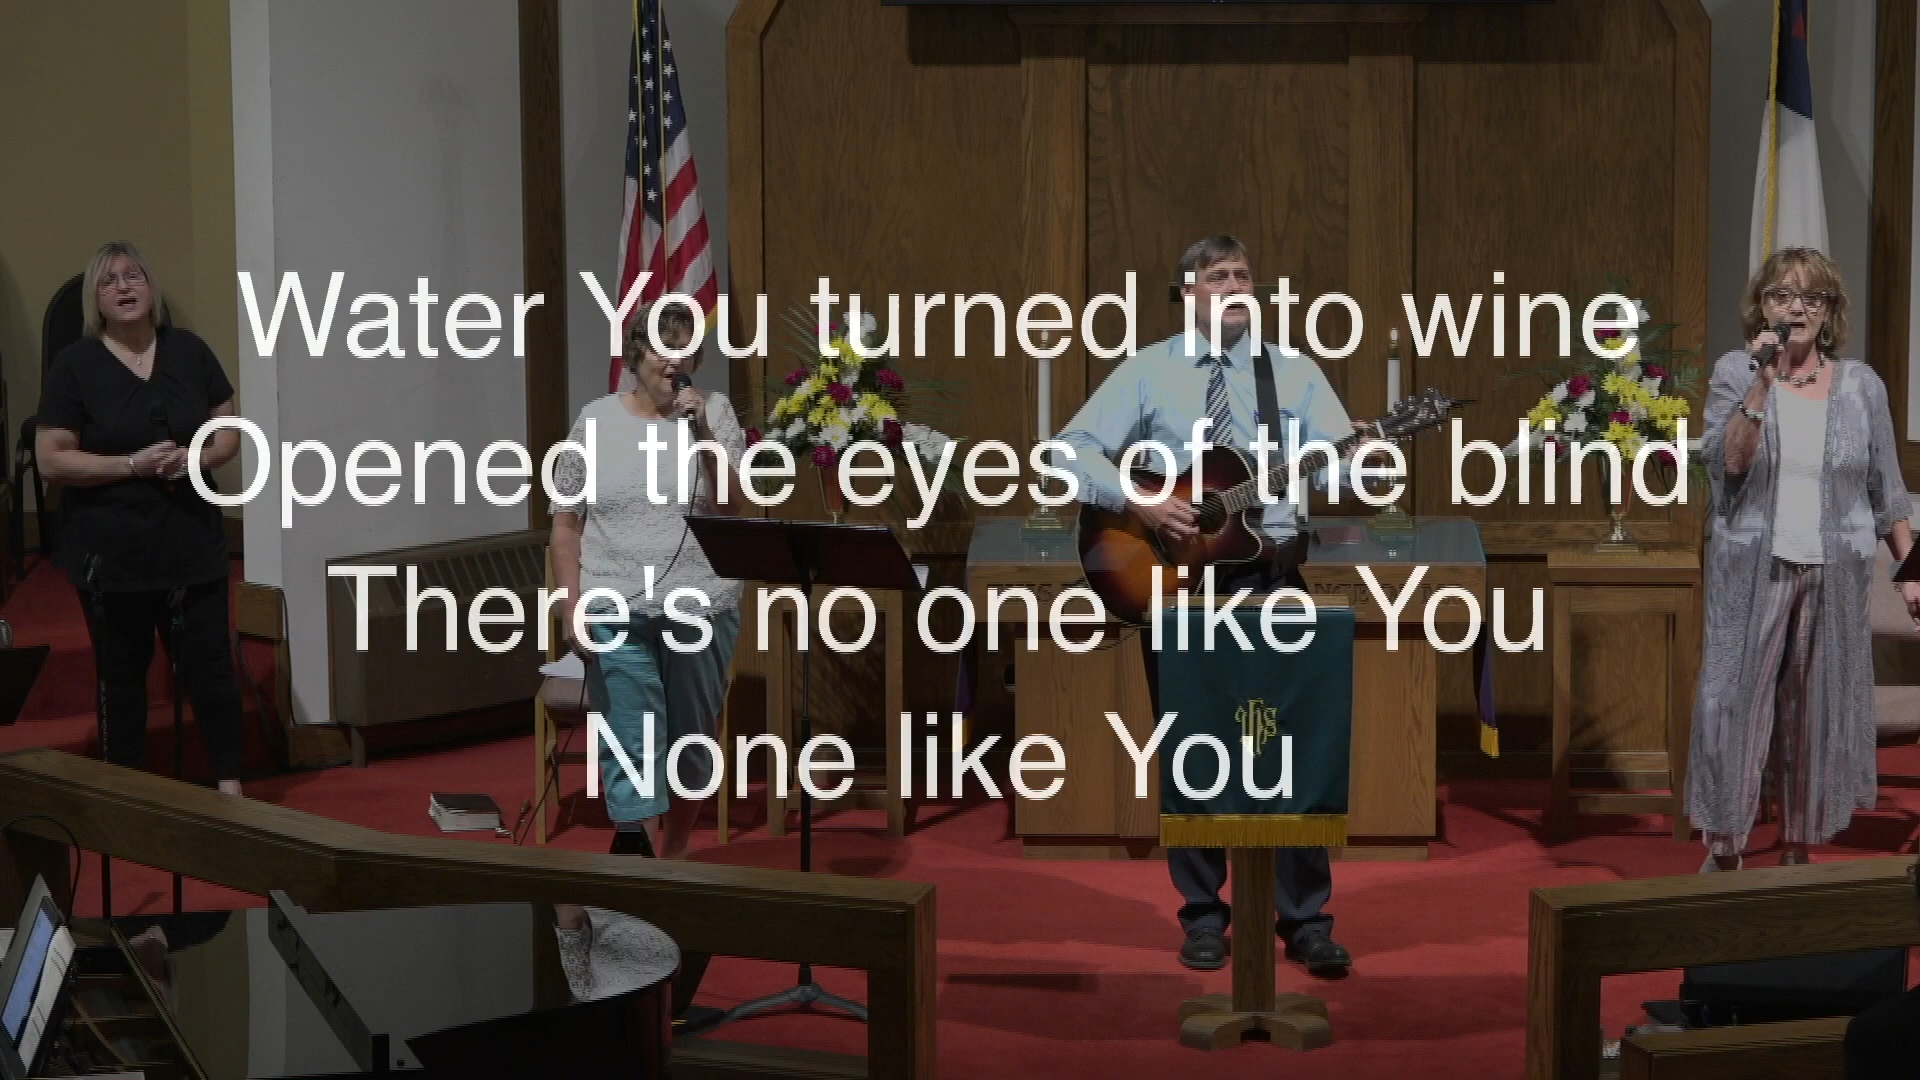 Water You turned into wine
Opened the eyes of the blind
There's no one like You
None like You
IHS